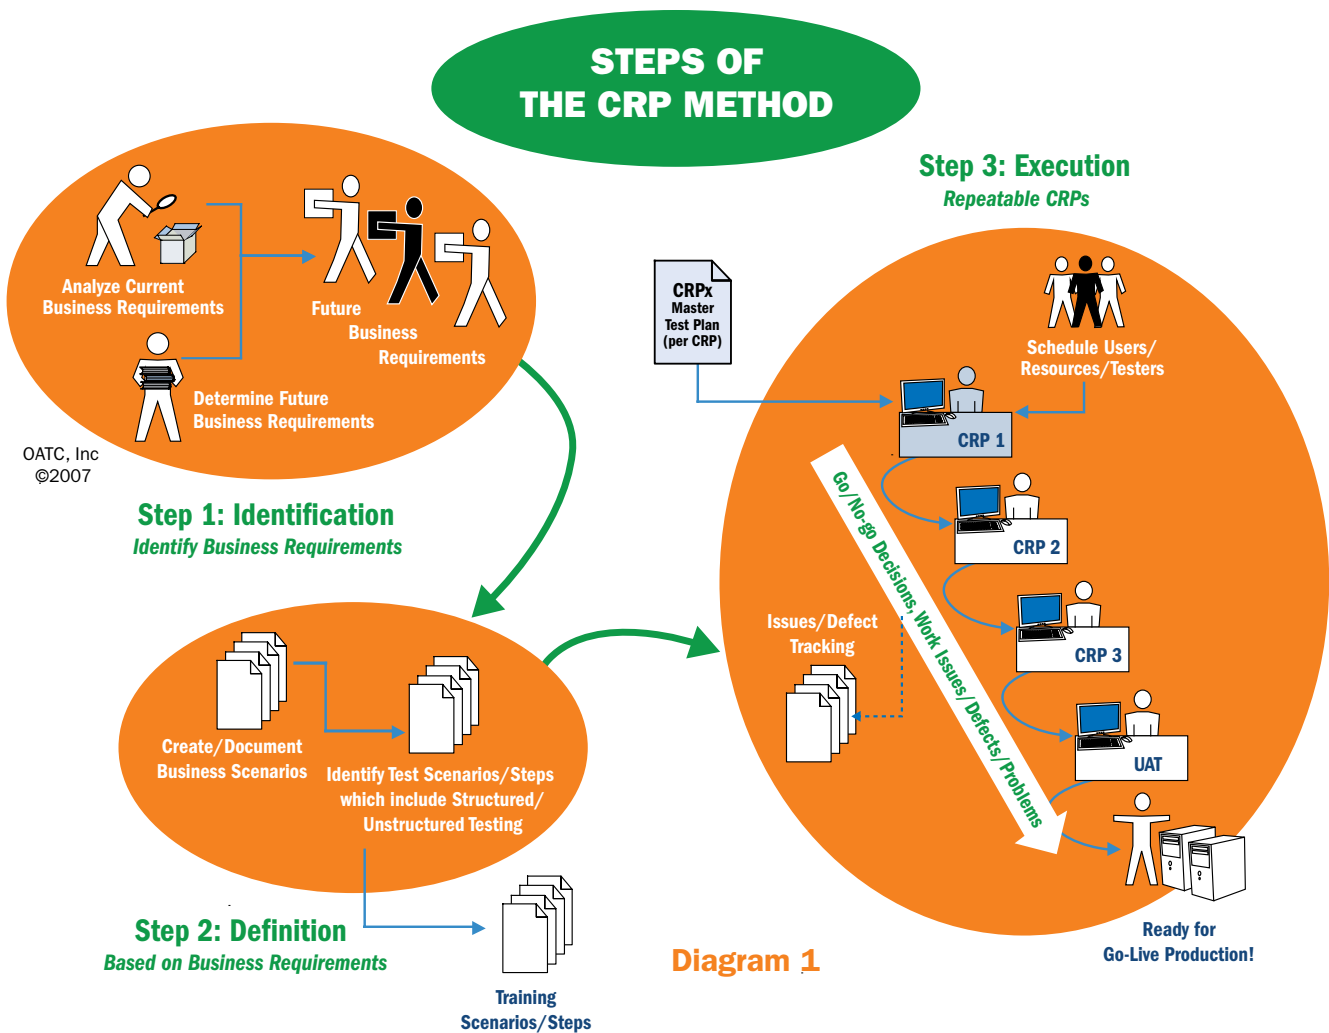 STEPS OF
THE CRP METHOD
Analyze Current
Business Requirements
Future
Business
Requirements
Determine Future
Business Requirements
OATC, Inc
©2007
Step 1: Identification
Identify Business Requirements
Create/Document
Business Scenarios
Identify Test Scenarios/Steps
which include Structured/
Unstructured Testing
Step 2: Definition
Based on Business Requirements
Training
Scenarios/Steps
Step 3: Execution
Repeatable CRPs
CRPx
Master
Test Plan
(per CRP)
Schedule Users/
Resources/Testers
CRP 1
CRP 2
CRP 3
UAT
Go/No-go Decisions, Work Issues/Defects/Problems
Issues/Defect
Tracking
Ready for
Go-Live Production!
Diagram 1